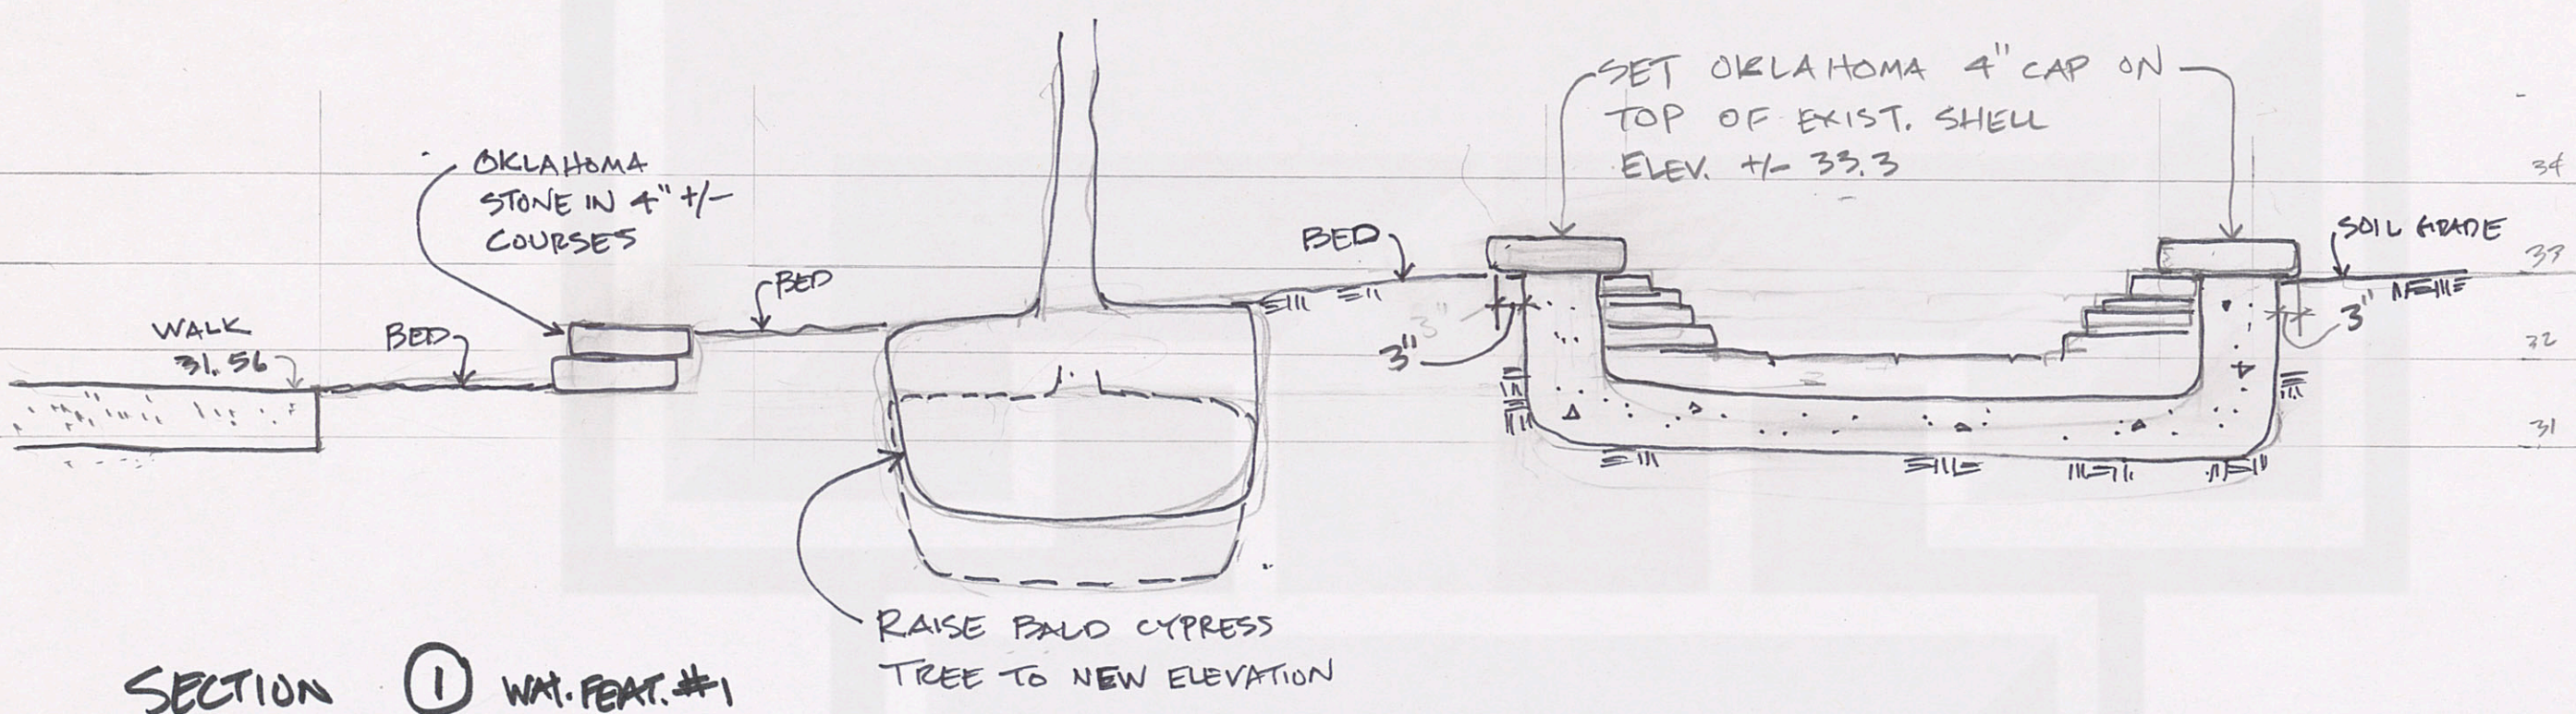 SET OKLAHOMA 4" CAP ON
TOP OF EXIST. SHELL
ELEV. +/- 33.3
34
OKLAHOMA
STONE IN 4" +/-
COURSES
BED
SOIL GRADE
33
BED
WALK
31.56
BED
3"
3"
3"
32
31
RAISE BALD CYPRESS
TREE TO NEW ELEVATION
SECTION 1 WAT. FEAT. #1